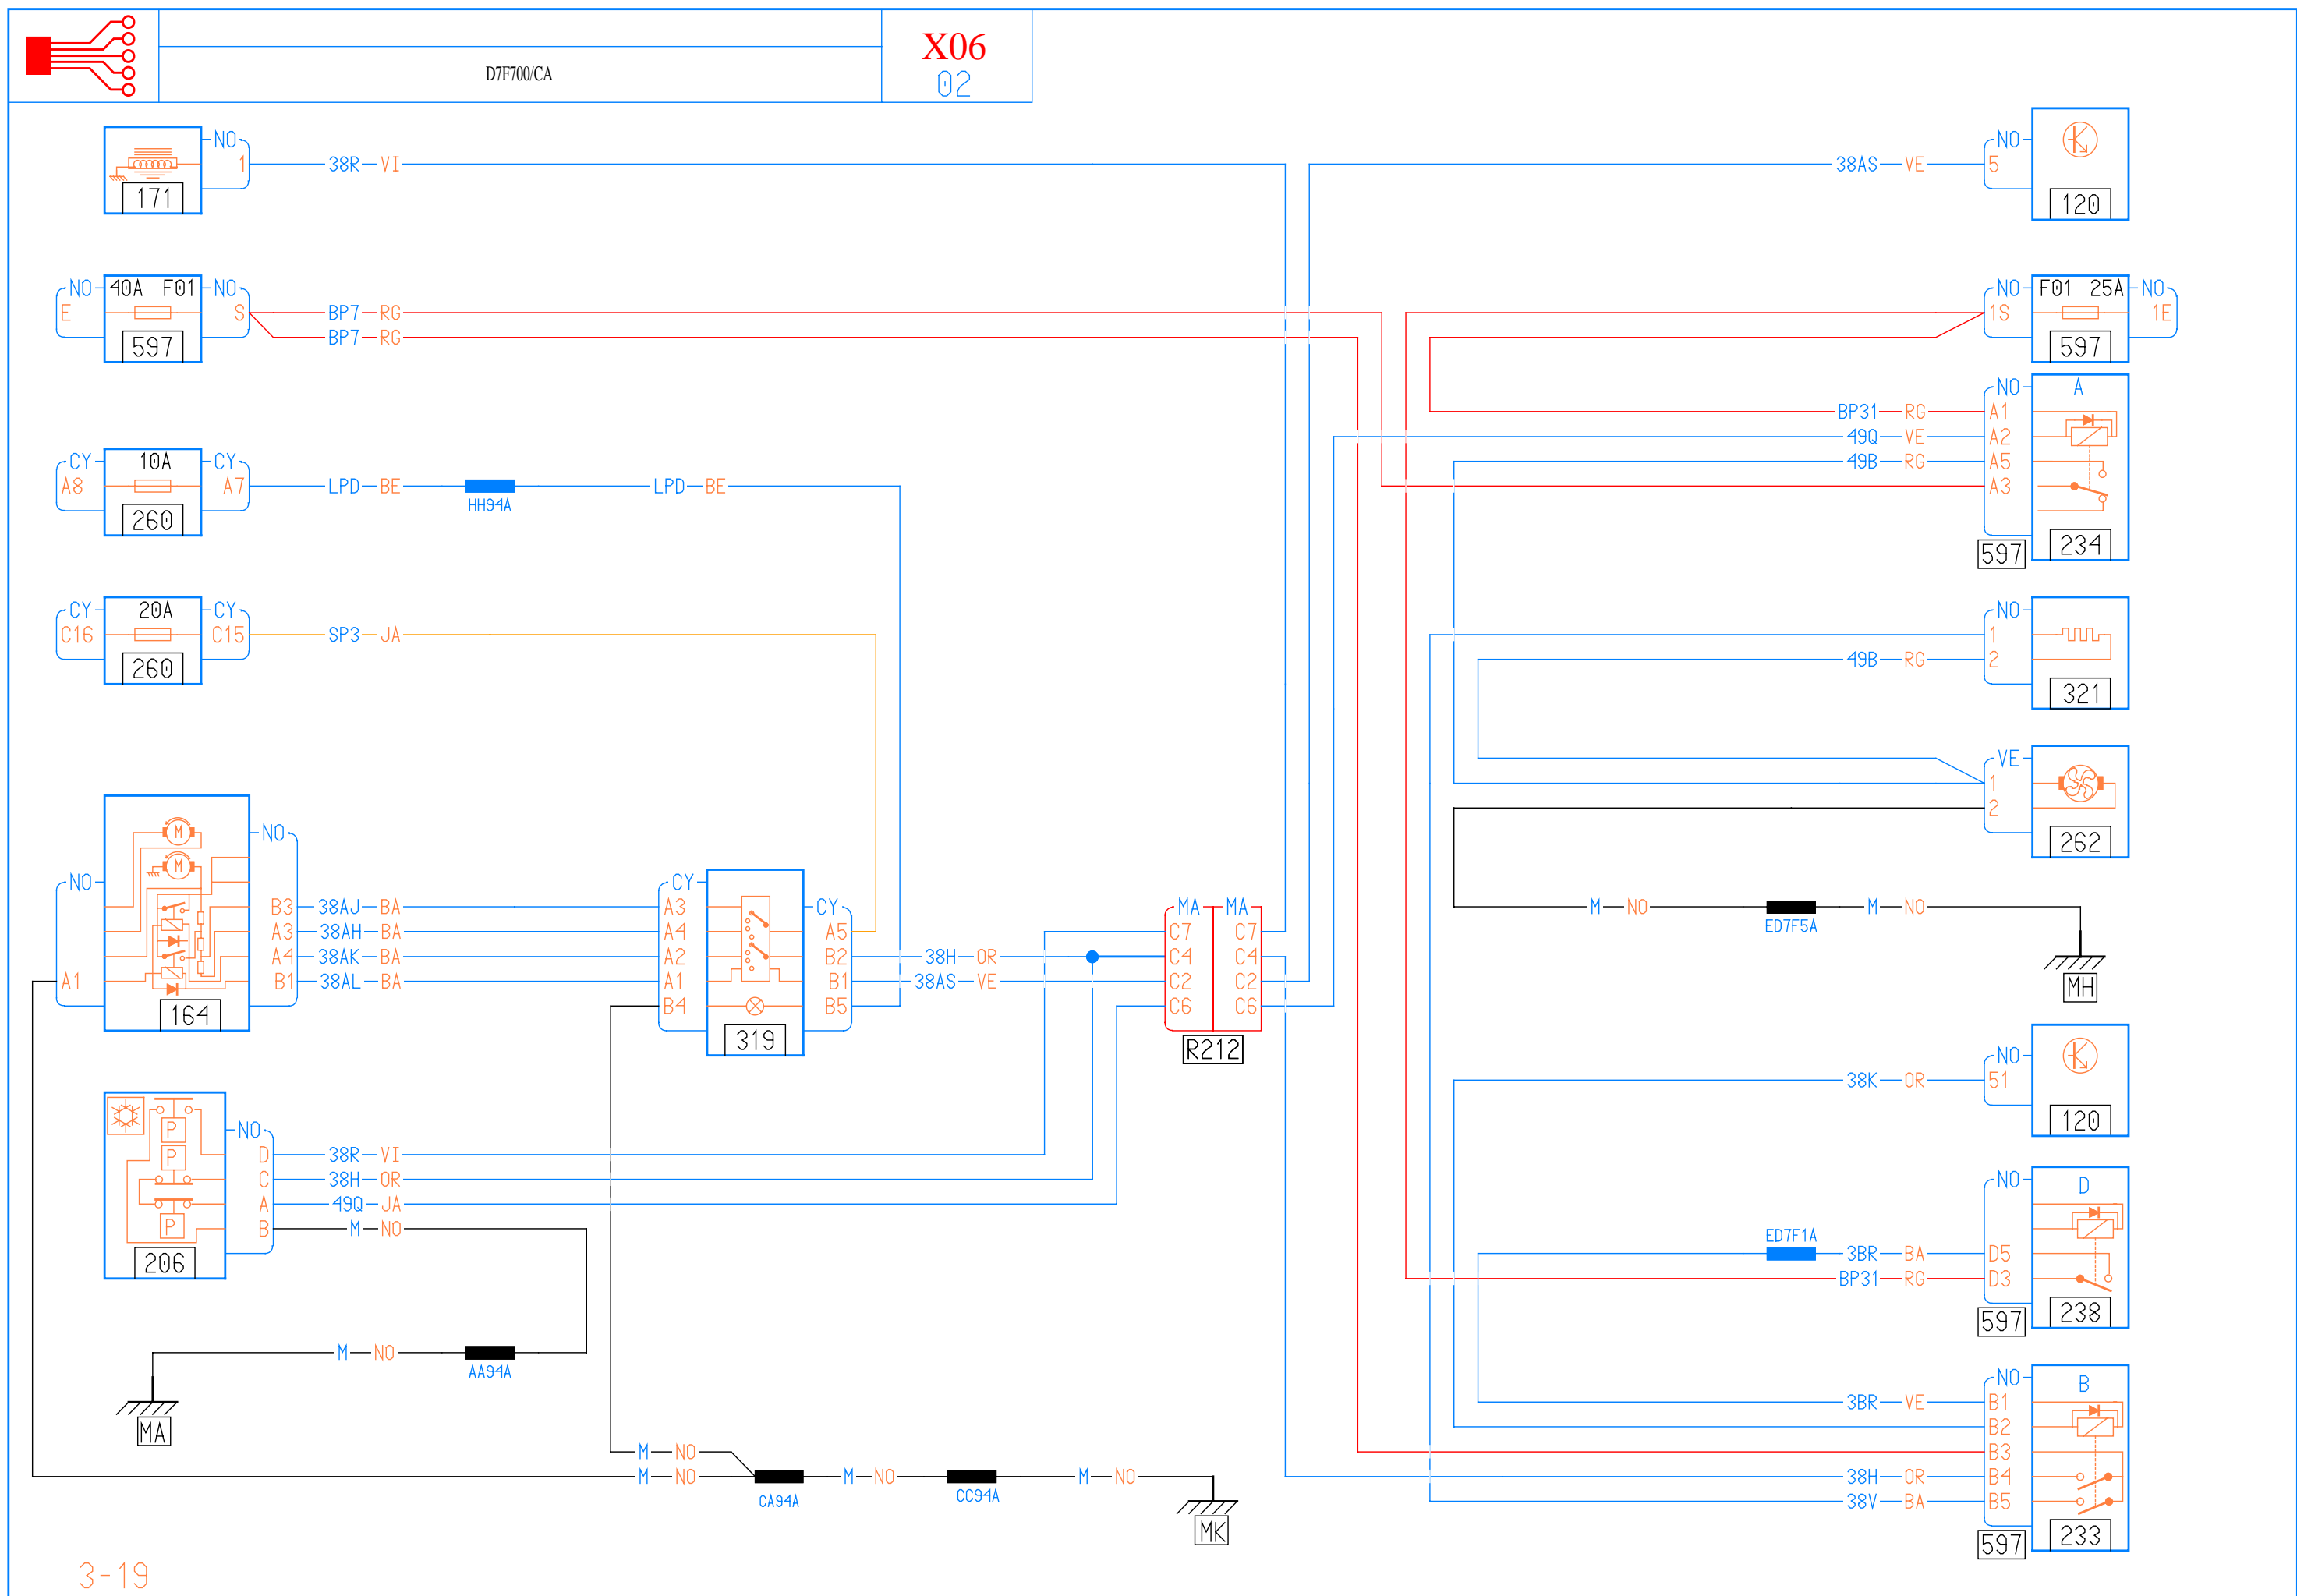 D7F700/CA
X06
02
NO
1
38R VI
171
38AS VE
NO
5
120
NO 40A F01 NO
E S
BP7 RG
BP7 RG
597
NO F01 25A NO
1S 1E
597
NO A
BP31 RG A1
49Q VE A2
49B RG A5
A3
597 234
CY 10A CY
A8 A7
LPD BE
HH94A
LPD BE
260
CY 20A CY
C16 C15
SP3 JA
260
NO
1
49B RG 2
321
VE
1
2
262
M NO
ED7F5A
M NO
MH
NO
NO
A1
B3 38AJ BA
A3 38AH BA
A4 38AK BA
B1 38AL BA
M
M
164
CY
A3
A4
A2
A1
B4
CY
A5
B2 38H OR
B1 38AS VE
B5
319
MA MA
C7 C7
C4 C4
C2 C2
C6 C6
R212
NO
38K OR 51
120
P
P
P
NO
D 38R VI
C 38H OR
A 49Q JA
B M NO
206
NO D
ED7F1A
3BR BA D5
BP31 RG D3
597 238
M NO
AA94A
MA
NO B
3BR VE B1
B2
B3
38H OR B4
38V BA B5
597 233
M NO
M NO
CA94A
M NO
CC94A
M NO
MK
3-19